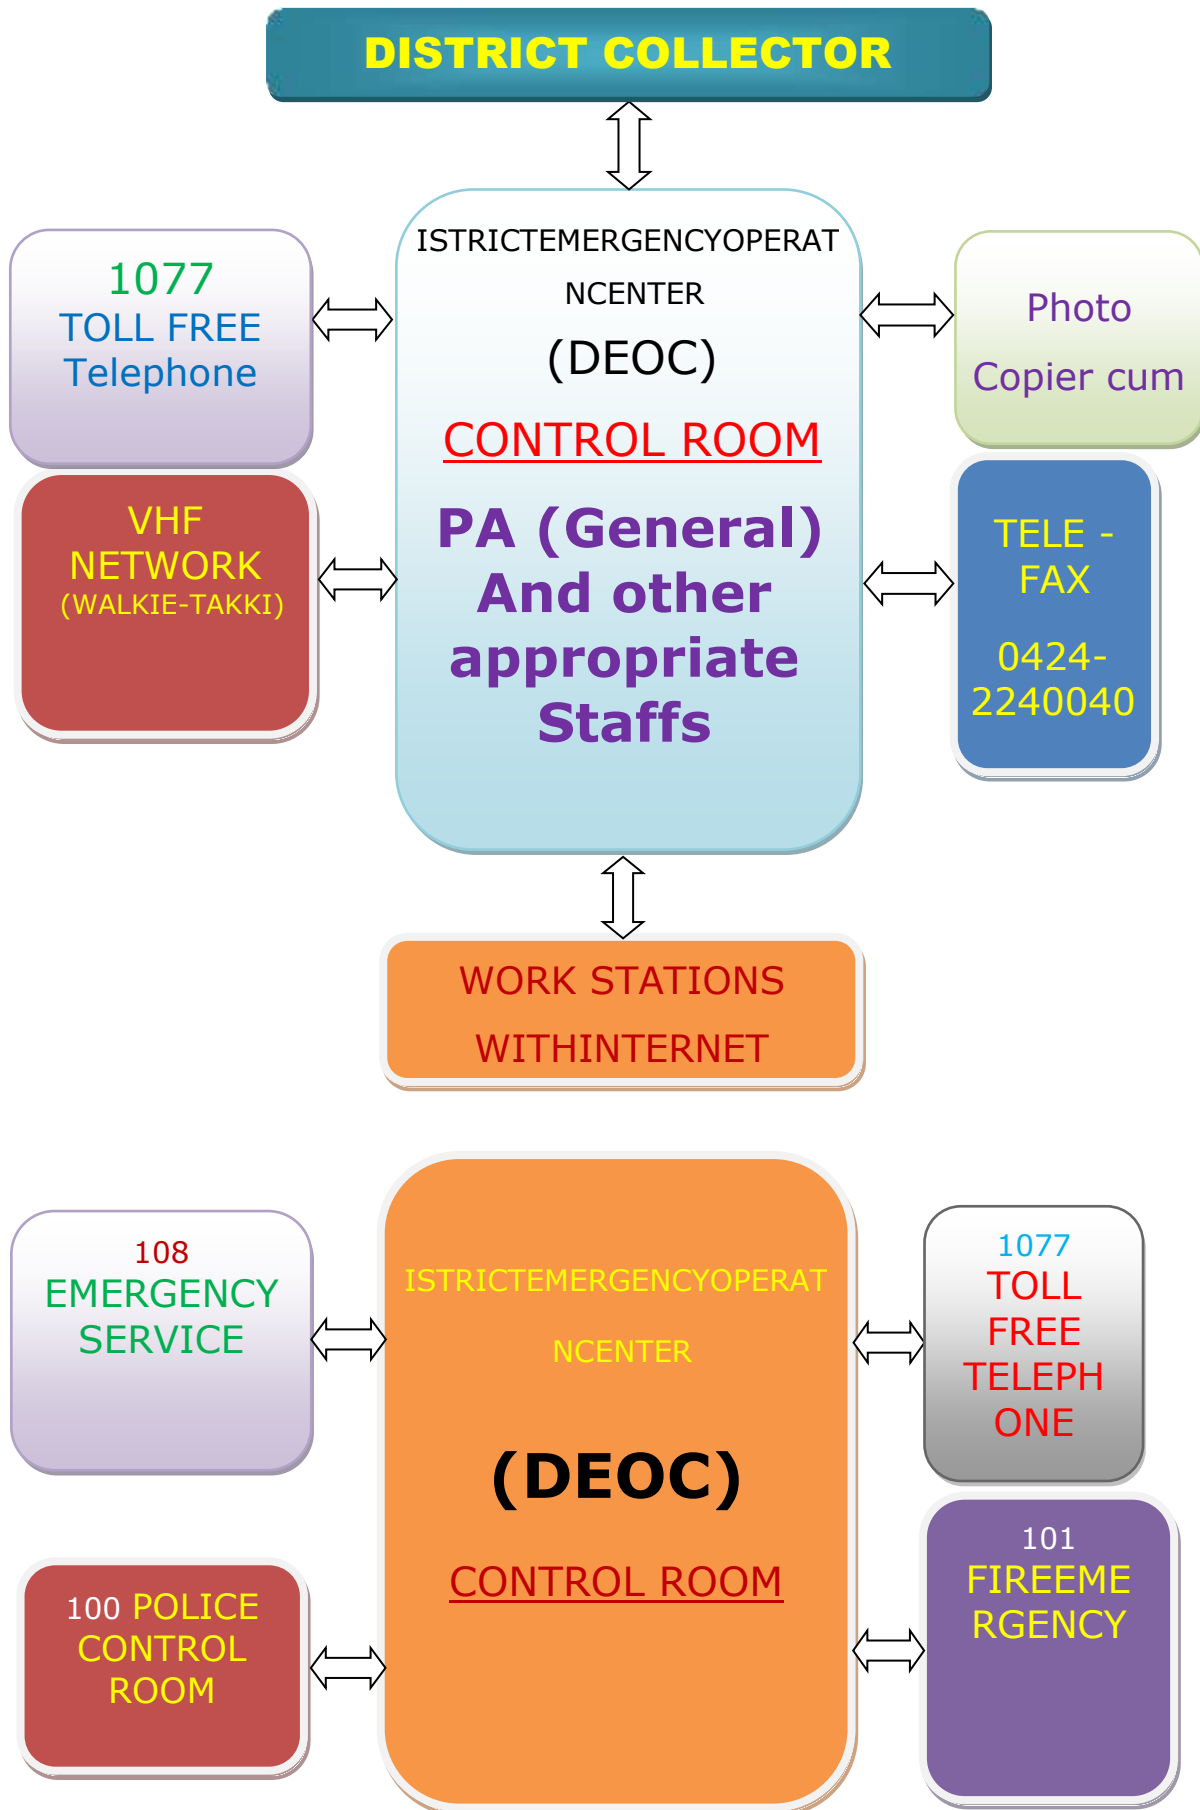 DISTRICT COLLECTOR
1077
TOLL FREE
Telephone
VHF
NETWORK
(WALKIE-TAKKI)
ISTRICTEMERGENCYOPERAT
NCENTER
(DEOC)
CONTROL ROOM
PA (General)
And other
appropriate
Staffs
Photo
Copier cum
TELE -
FAX
0424-
2240040
WORK STATIONS
WITHINTERNET
108
EMERGENCY
SERVICE
100 POLICE
CONTROL
ROOM
ISTRICTEMERGENCYOPERAT
NCENTER
(DEOC)
CONTROL ROOM
1077
TOLL
FREE
TELEPH
ONE
101
FIREEME
RGENCY